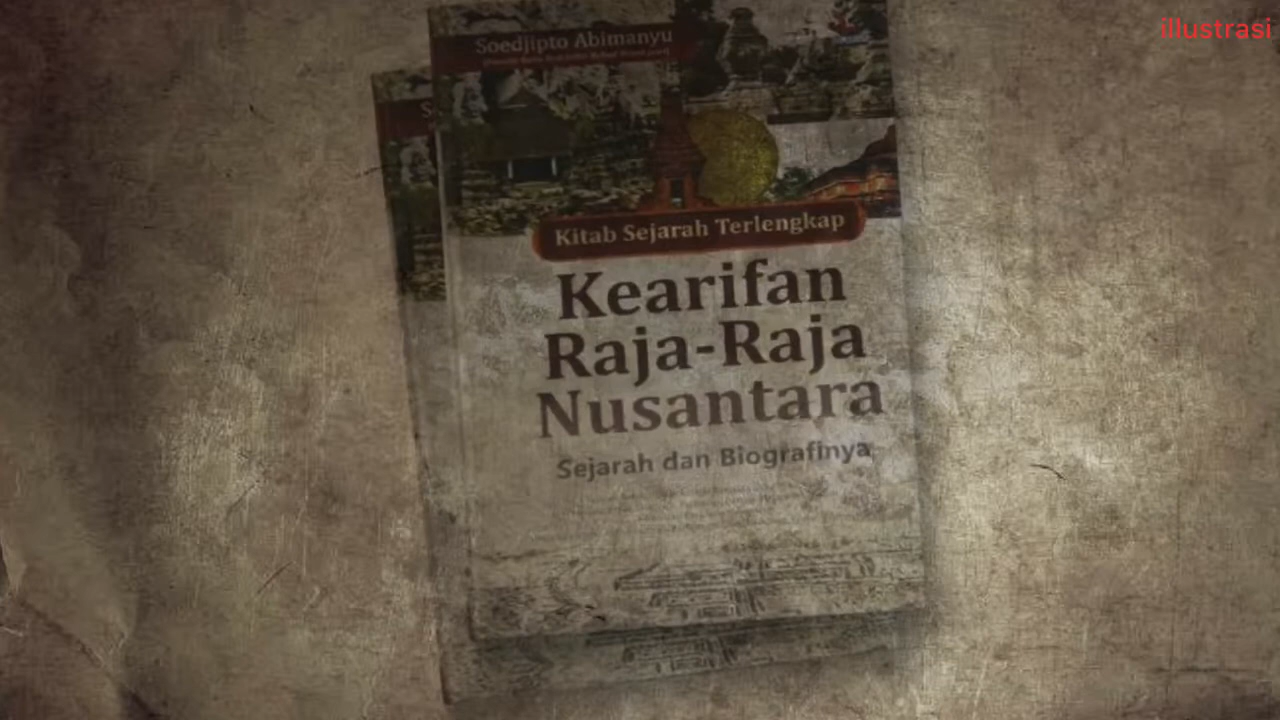 illustrasi
Soedjipto Abimanyu
Kitab Sejarah Terlengkap
Kearifan
Raja-Raja
Nusantara
Sejarah dan Biografinya